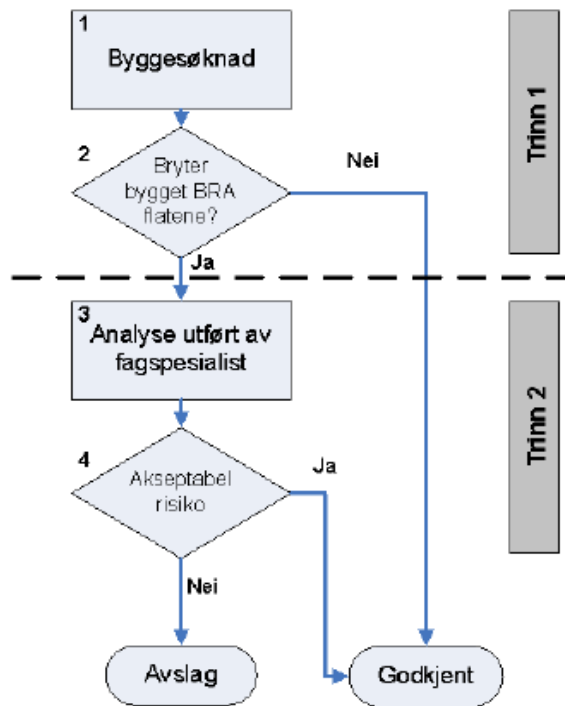 1
Byggesøknad
Trinn 1
2
Bryter
bygget BRA
flatene?
Nei
Ja
3
Analyse utført av
fagspesialist
Trinn 2
4
Akseptabel
risiko
Ja
Nei
Avslag
Godkjent